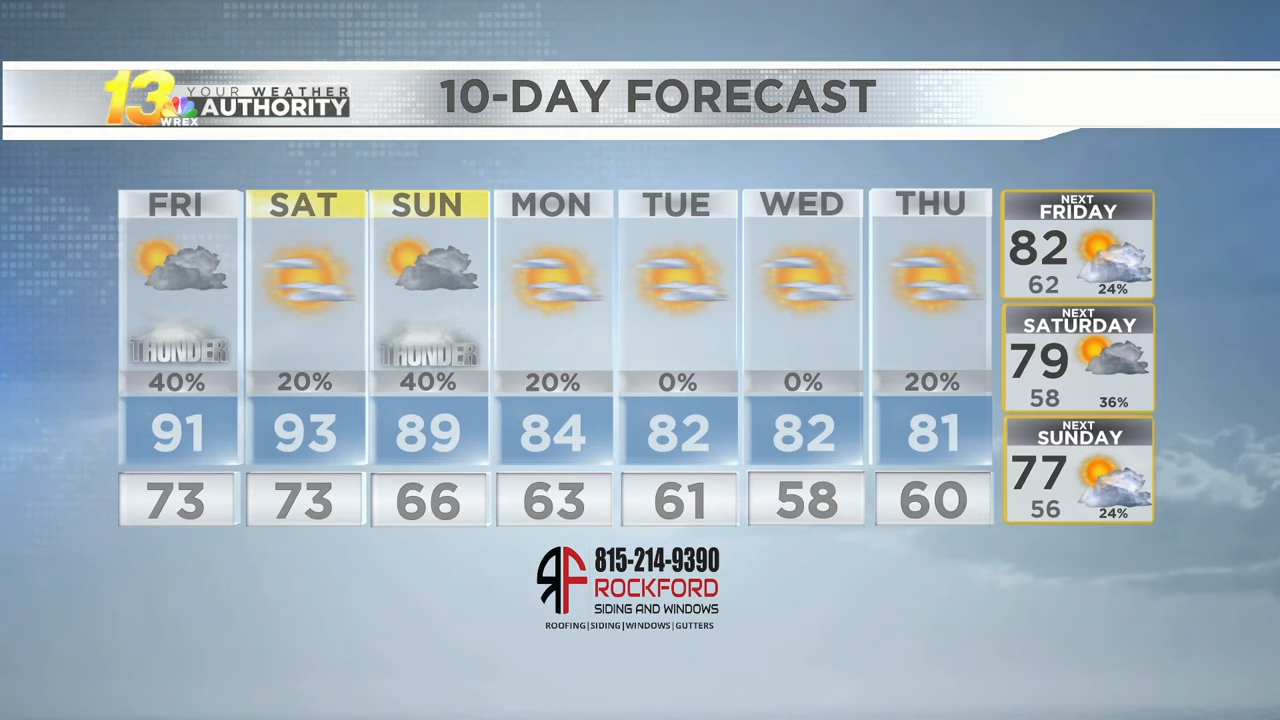 13 WREX
YOUR WEATHER
AUTHORITY
10-DAY FORECAST
FRI SAT SUN MON TUE WED THU
THUNDER THUNDER
40% 20% 40% 20% 0% 0% 20%
91 93 89 84 82 82 81
73 73 66 63 61 58 60
NEXT
FRIDAY
82
62 24%
NEXT
SATURDAY
79
58 36%
NEXT
SUNDAY
77
56 24%
RF
815-214-9390
ROCKFORD
SIDING AND WINDOWS
ROOFING|SIDING|WINDOWS|GUTTERS